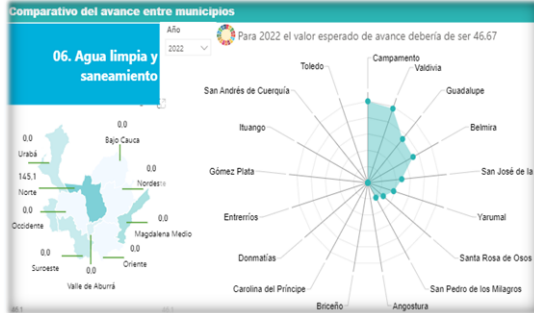 Comparativo del avance entre municipios
06. Agua limpia y
saneamiento
Año
2022
Para 2022 el valor esperado de avance debería de ser 46.67
0,0
Urabá
0,0
Bajo Cauca
145,1
Norte
0,0
Nordeste
0,0
Occidente
0,0
Magdalena Medio
0,0
Suroeste
0,0
Valle de Aburrá
0,0
Oriente
Campamento
Valdivia
Guadalupe
Belmira
San José de la
Yarumal
Santa Rosa de Osos
San Pedro de los Milagros
Angostura
Briceño
Carolina del Príncipe
Donmatías
Entrerríos
Gómez Plata
Ituango
San Andrés de Cuerquía
Toledo